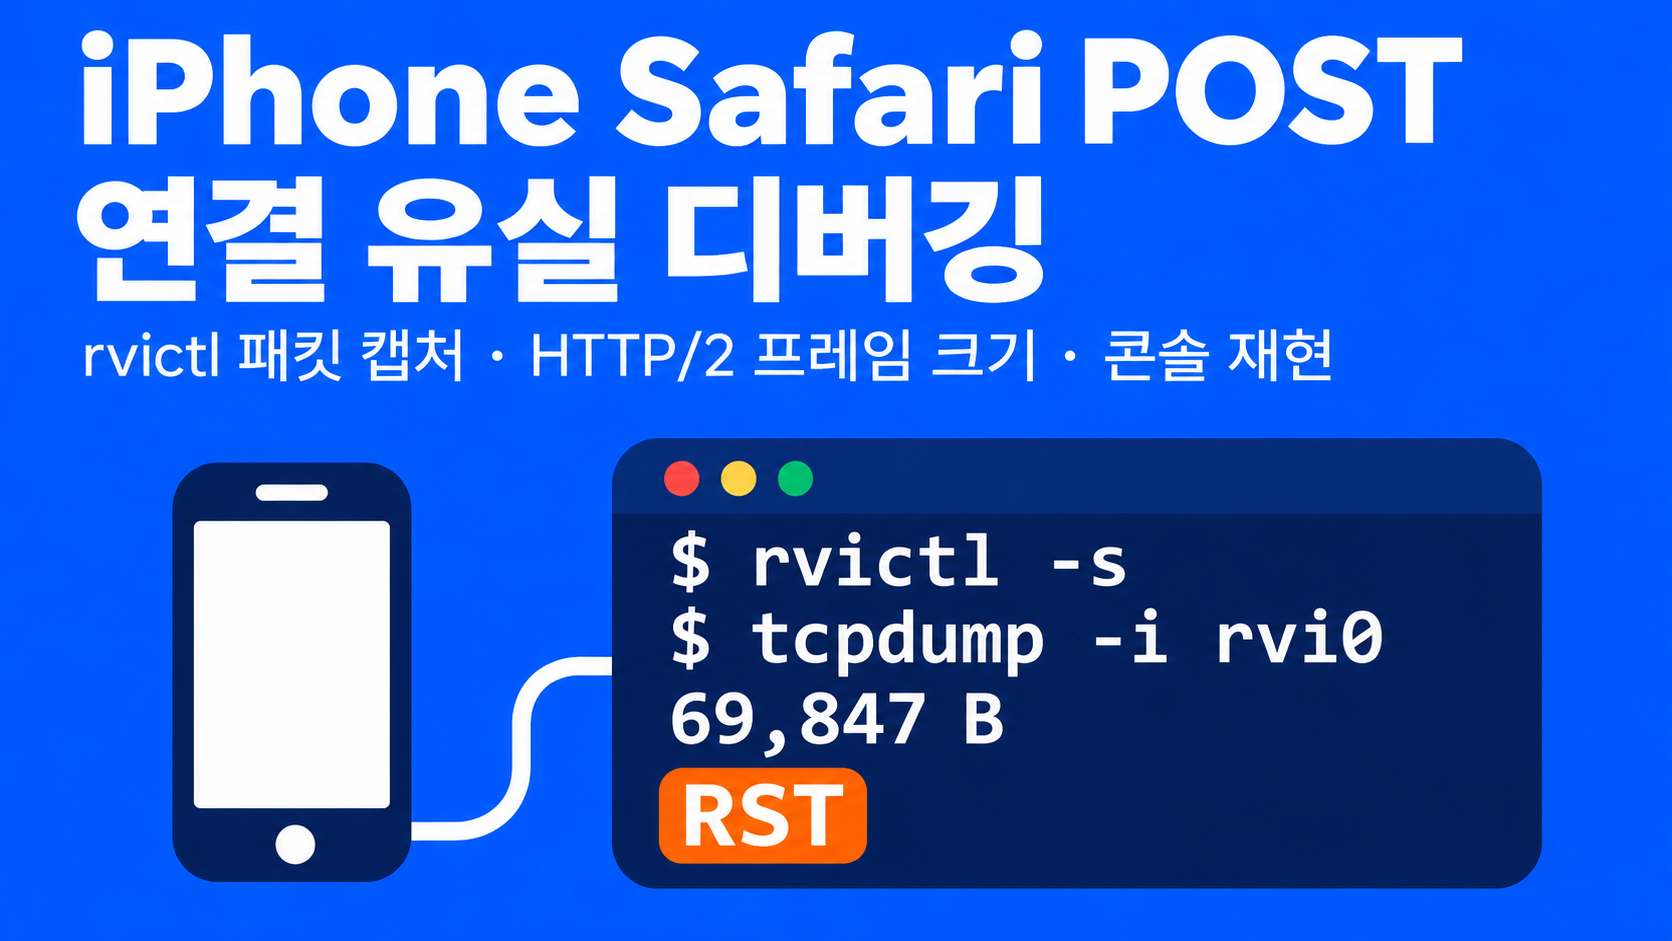 iPhone Safari POST
연결 유실 디버깅
rvictl 패킷 캡처 · HTTP/2 프레임 크기 · 콘솔 재현
$ rvictl -s
$ tcpdump -i rvi0
69,847 B
RST